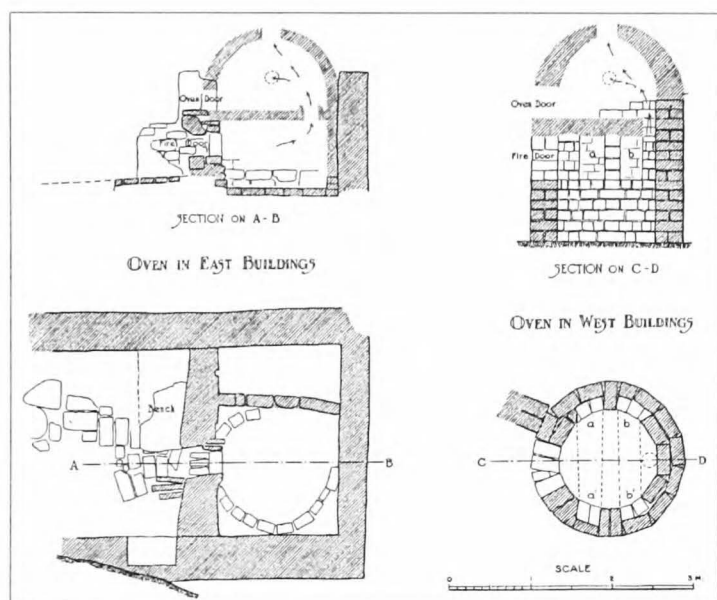 Oven Door
Fire Door
SECTION ON A-B
OVEN IN EAST BUILDINGS
Oven Door
Fire Door
a b
SECTION ON C-D
OVEN IN WEST BUILDINGS
Bench
A B
a b
C D
a' b'
SCALE
0 1 2 3 M.